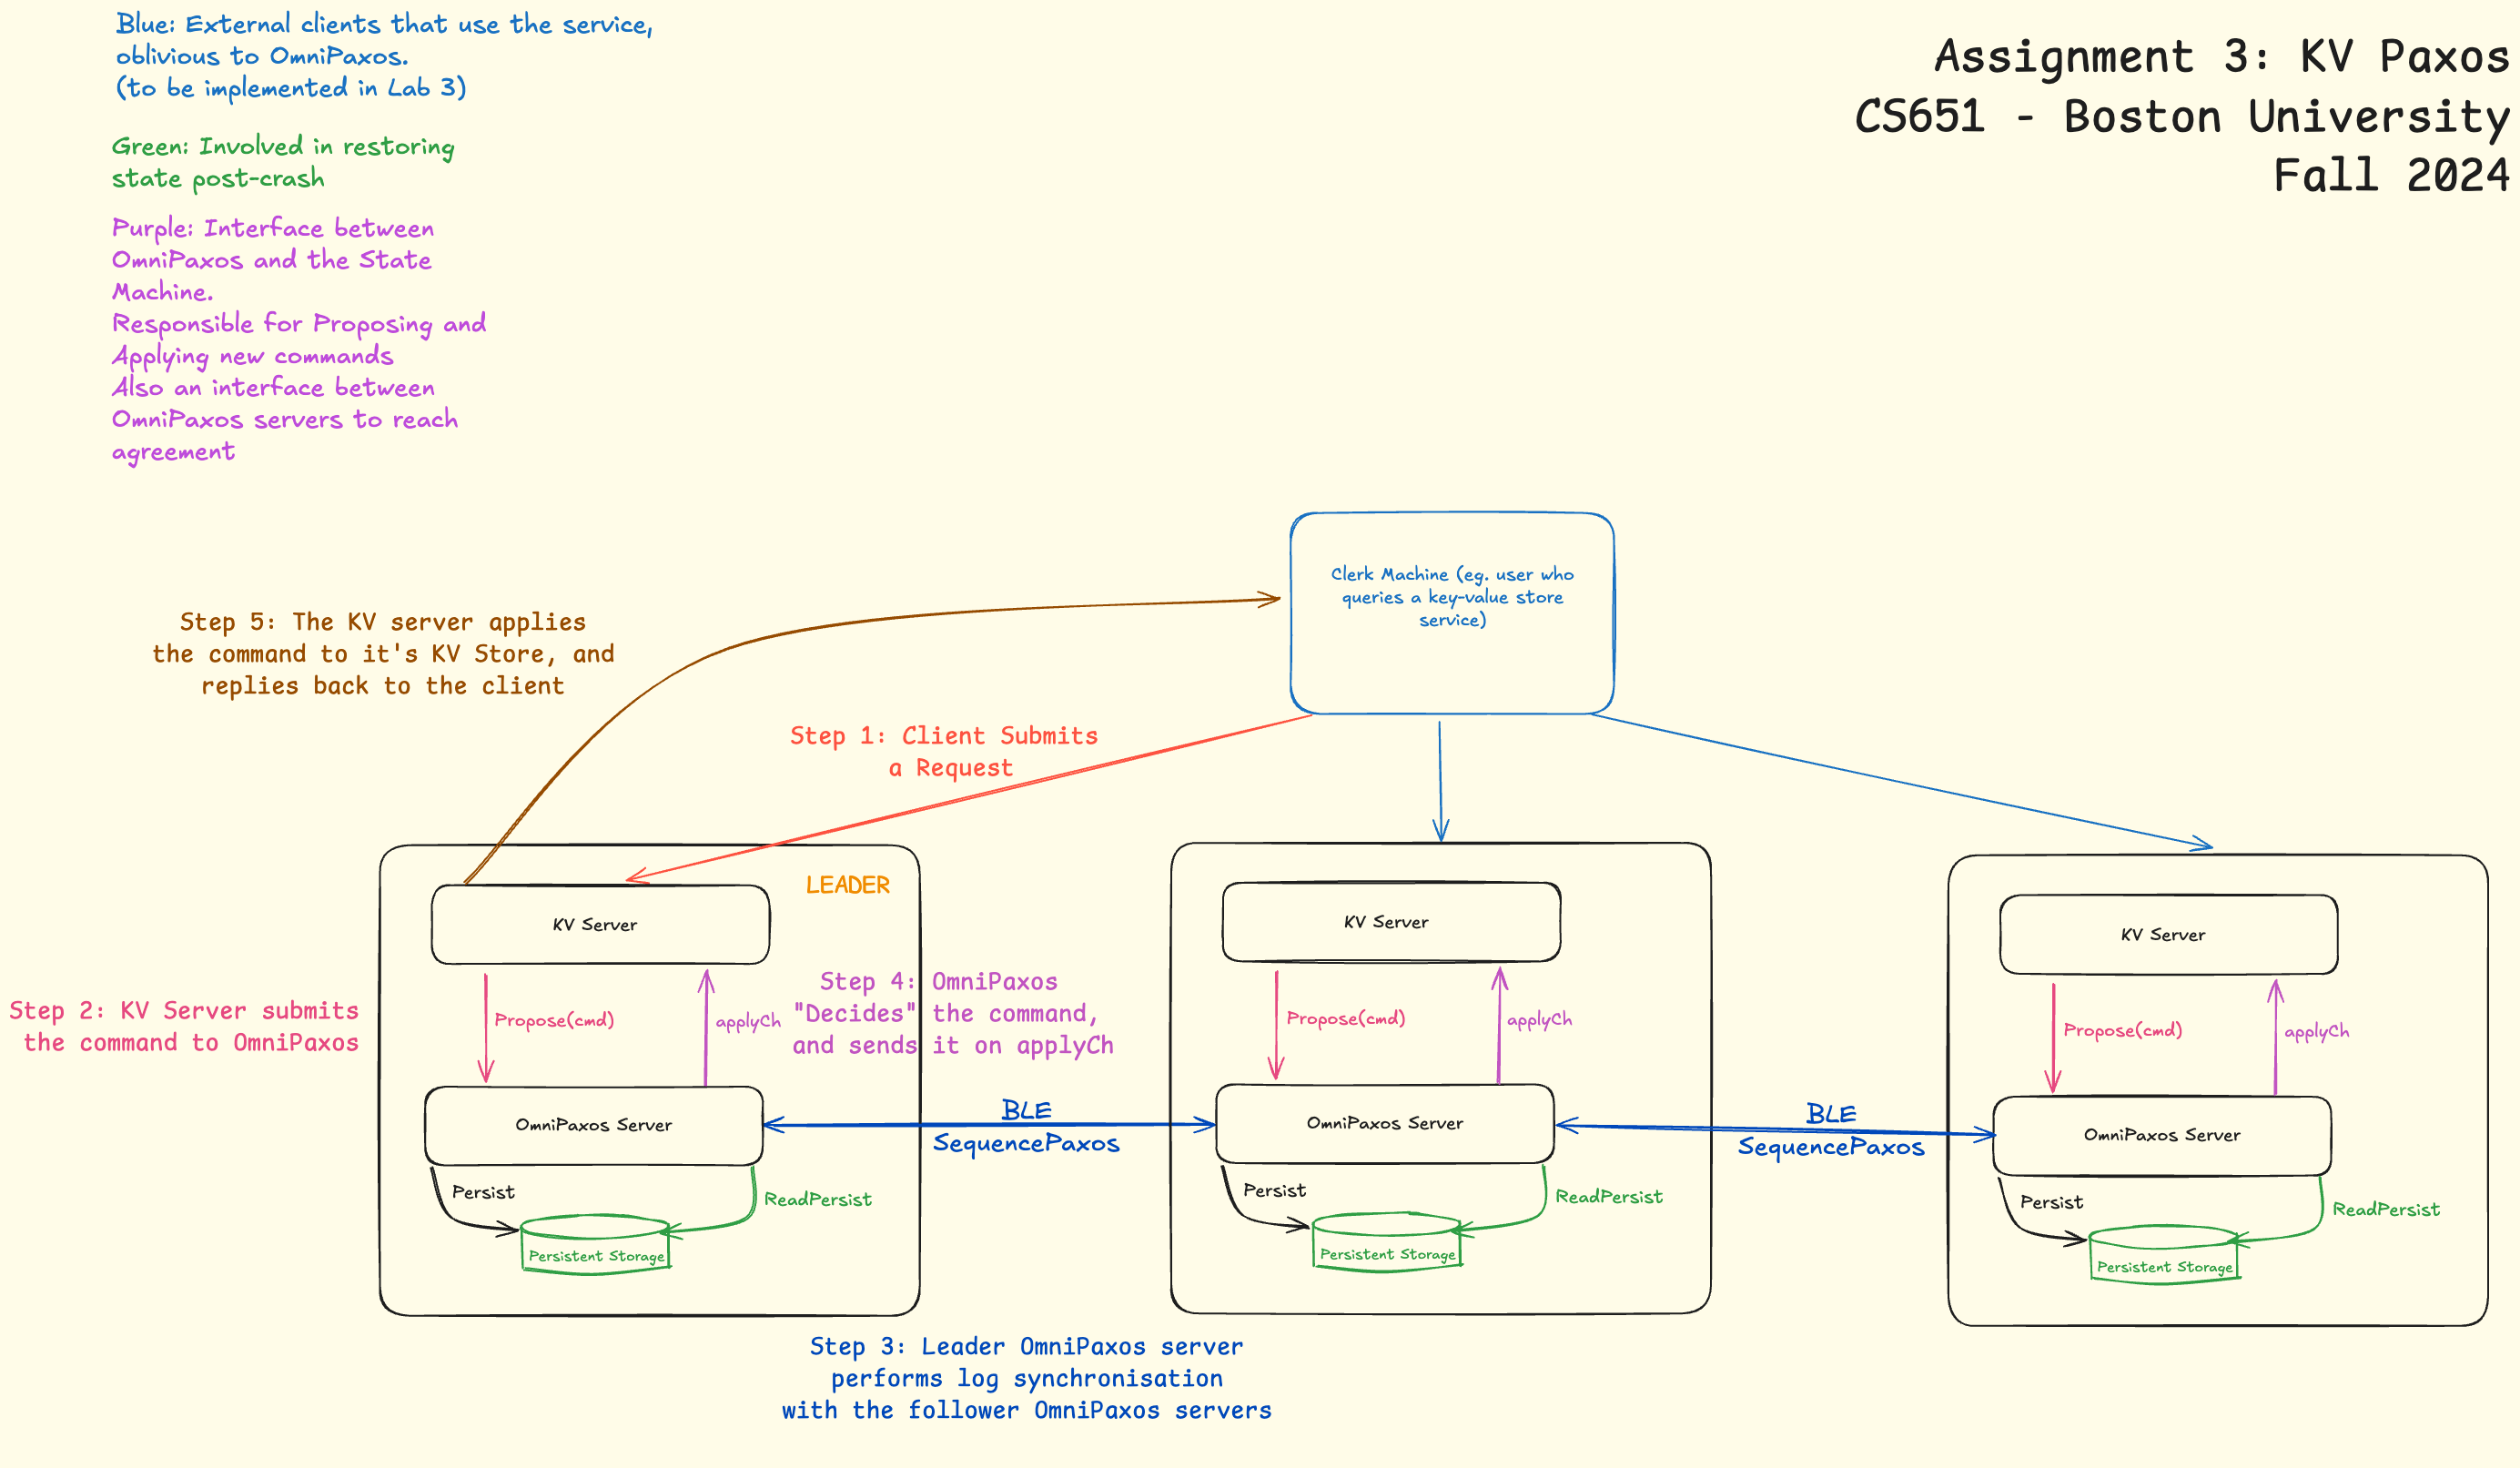 Blue: External clients that use the service,
oblivious to OmniPaxos.
(to be implemented in Lab 3)
Green: Involved in restoring
state post-crash
Purple: Interface between
OmniPaxos and the State
Machine.
Responsible for Proposing and
Applying new commands
Also an interface between
OmniPaxos servers to reach
agreement
Assignment 3: KV Paxos
CS651 - Boston University
Fall 2024
Clerk Machine (eg. user who
queries a key-value store
service)
Step 5: The KV server applies
the command to it's KV Store, and
replies back to the client
Step 1: Client Submits
a Request
LEADER
KV Server
Step 2: KV Server submits
the command to OmniPaxos
Propose(cmd)
applyCh
Step 4: OmniPaxos
"Decides" the command,
and sends it on applyCh
OmniPaxos Server
Persist
ReadPersist
Persistent Storage
BLE
SequencePaxos
KV Server
Propose(cmd)
applyCh
OmniPaxos Server
Persist
ReadPersist
Persistent Storage
BLE
SequencePaxos
KV Server
Propose(cmd)
applyCh
OmniPaxos Server
Persist
ReadPersist
Persistent Storage
Step 3: Leader OmniPaxos server
performs log synchronisation
with the follower OmniPaxos servers